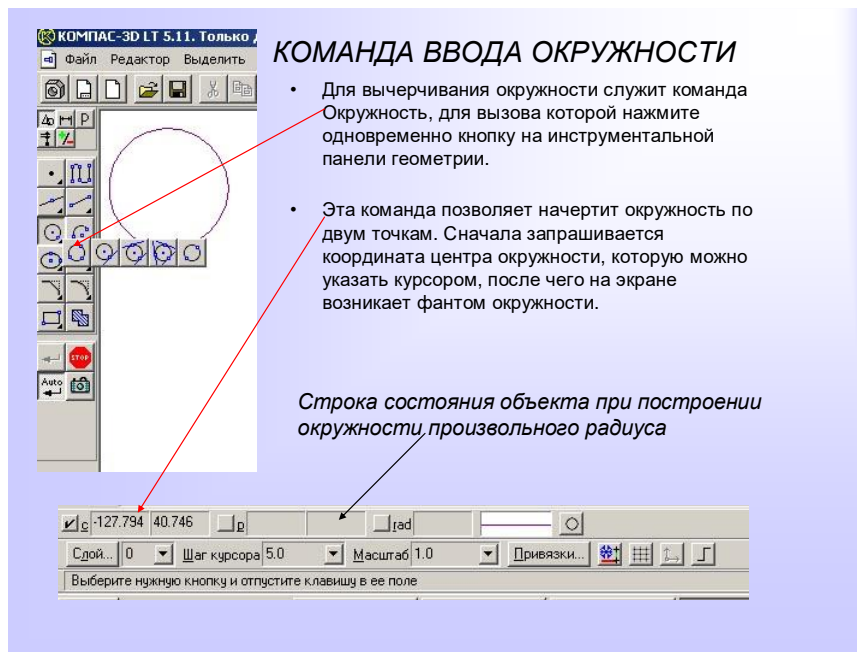 КОМПАС-3D LT 5.11. Только д
Файл Редактор Выделить
КОМАНДА ВВОДА ОКРУЖНОСТИ
• Для вычерчивания окружности служит команда
Окружность, для вызова которой нажмите
одновременно кнопку на инструментальной
панели геометрии.
• Эта команда позволяет начертит окружность по
двум точкам. Сначала запрашивается
координата центра окружности, которую можно
указать курсором, после чего на экране
возникает фантом окружности.
P
STOP
Auto
Строка состояния объекта при построении
окружности произвольного радиуса
c -127.794 40.746 p rad
Слой... 0 Шаг курсора 5.0 Масштаб 1.0 Привязки...
Выберите нужную кнопку и отпустите клавишу в ее поле